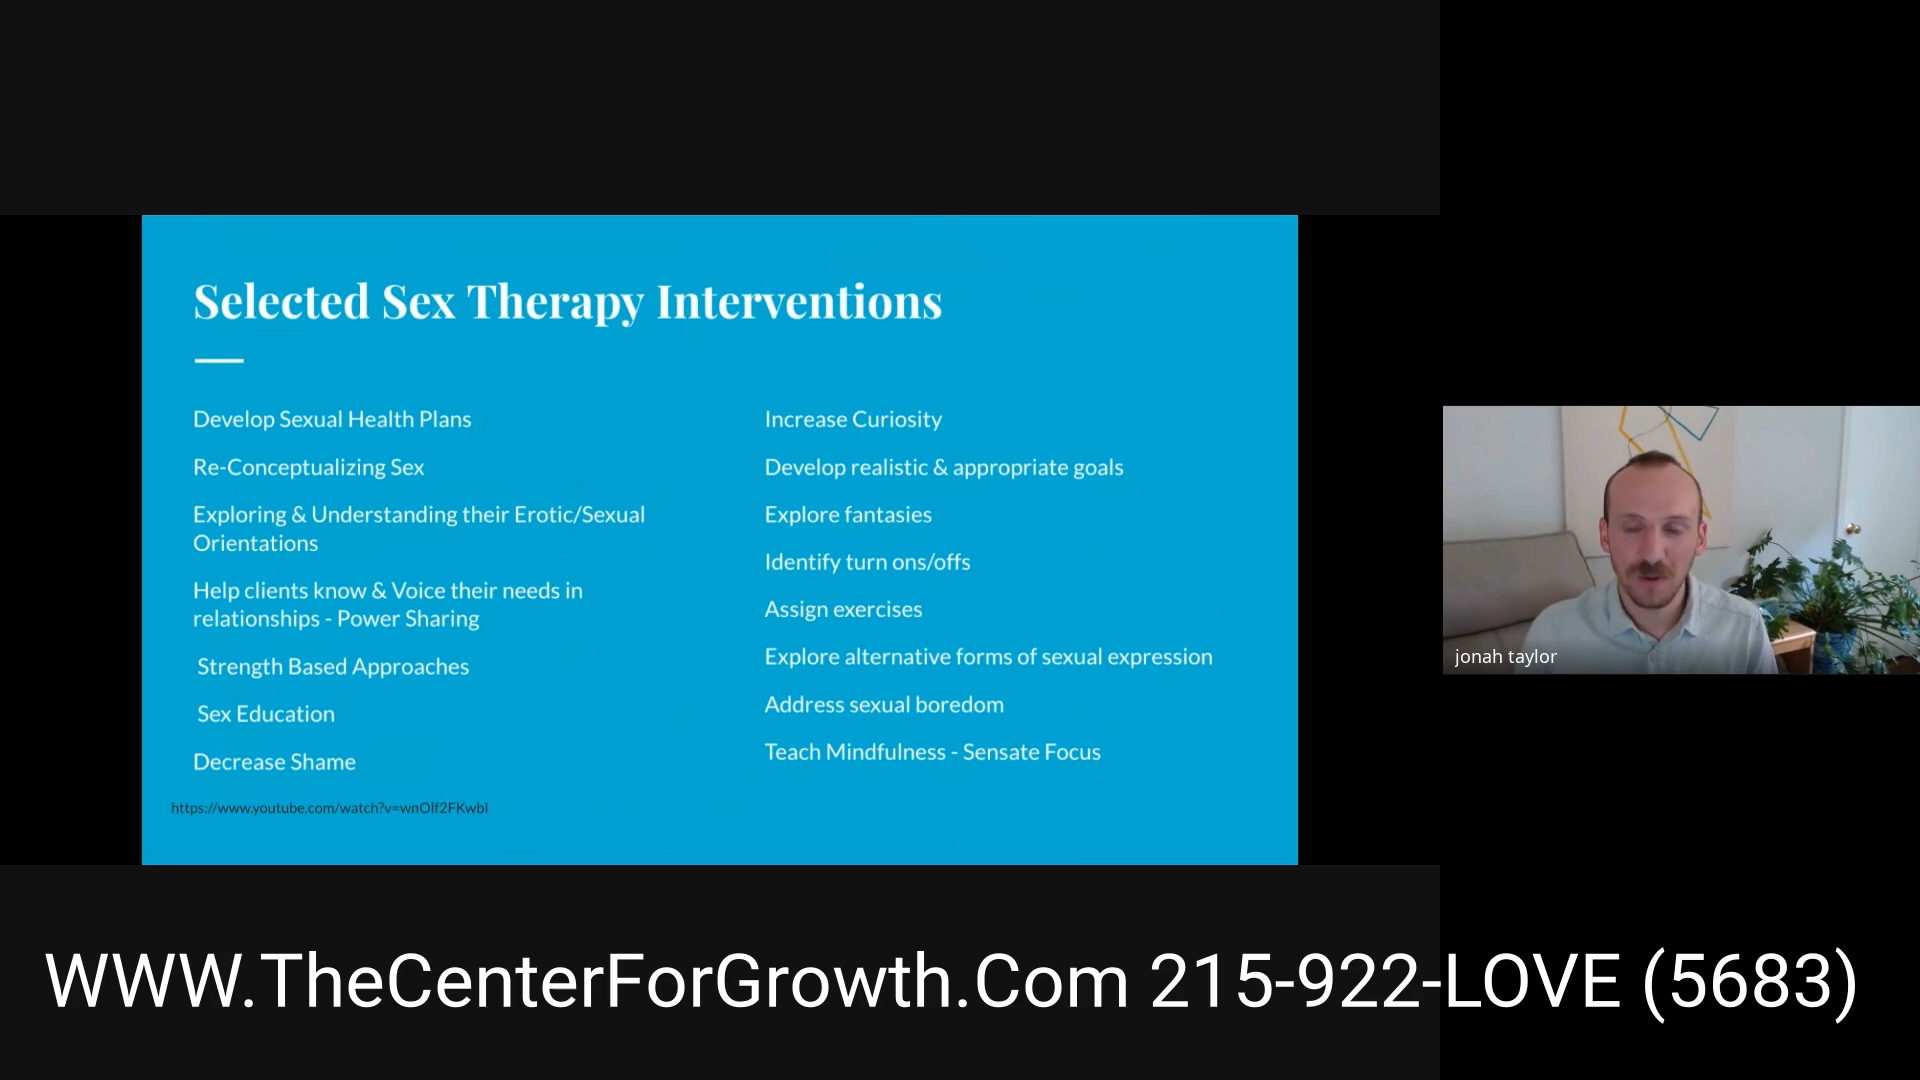 Selected Sex Therapy Interventions
Develop Sexual Health Plans
Re-Conceptualizing Sex
Exploring & Understanding their Erotic/Sexual
Orientations
Help clients know & Voice their needs in
relationships - Power Sharing
Strength Based Approaches
Sex Education
Decrease Shame
https://www.youtube.com/watch?v=wnOlf2FKwbI
Increase Curiosity
Develop realistic & appropriate goals
Explore fantasies
Identify turn ons/offs
Assign exercises
Explore alternative forms of sexual expression
Address sexual boredom
Teach Mindfulness - Sensate Focus
jonah taylor
WWW.TheCenterForGrowth.Com 215-922-LOVE (5683)